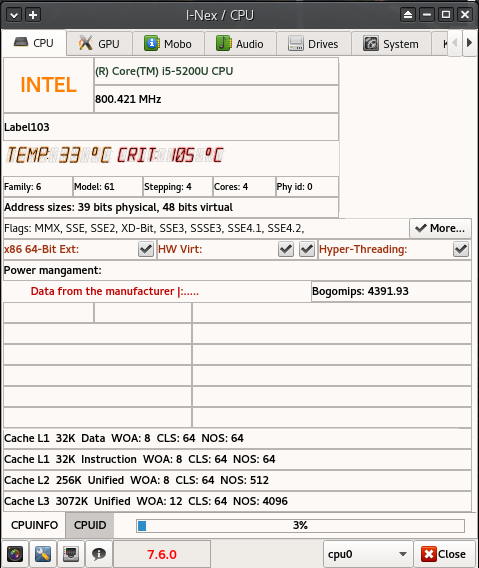 I-Nex / CPU
CPU GPU Mobo Audio Drives System K
INTEL
(R) Core(TM) i5-5200U CPU
800.421 MHz
Label103
TEMP: 33 ºC CRIT: 105 ºC
Family: 6 Model: 61 Stepping: 4 Cores: 4 Phy id: 0
Address sizes: 39 bits physical, 48 bits virtual
Flags: MMX, SSE, SSE2, XD-Bit, SSE3, SSSE3, SSE4.1, SSE4.2, More...
x86 64-Bit Ext: HW Virt: Hyper-Threading:
Power mangament:
Data from the manufacturer |:..... Bogomips: 4391.93
Cache L1 32K Data WOA: 8 CLS: 64 NOS: 64
Cache L1 32K Instruction WOA: 8 CLS: 64 NOS: 64
Cache L2 256K Unified WOA: 8 CLS: 64 NOS: 512
Cache L3 3072K Unified WOA: 12 CLS: 64 NOS: 4096
CPUINFO CPUID 3%
7.6.0 cpu0 Close